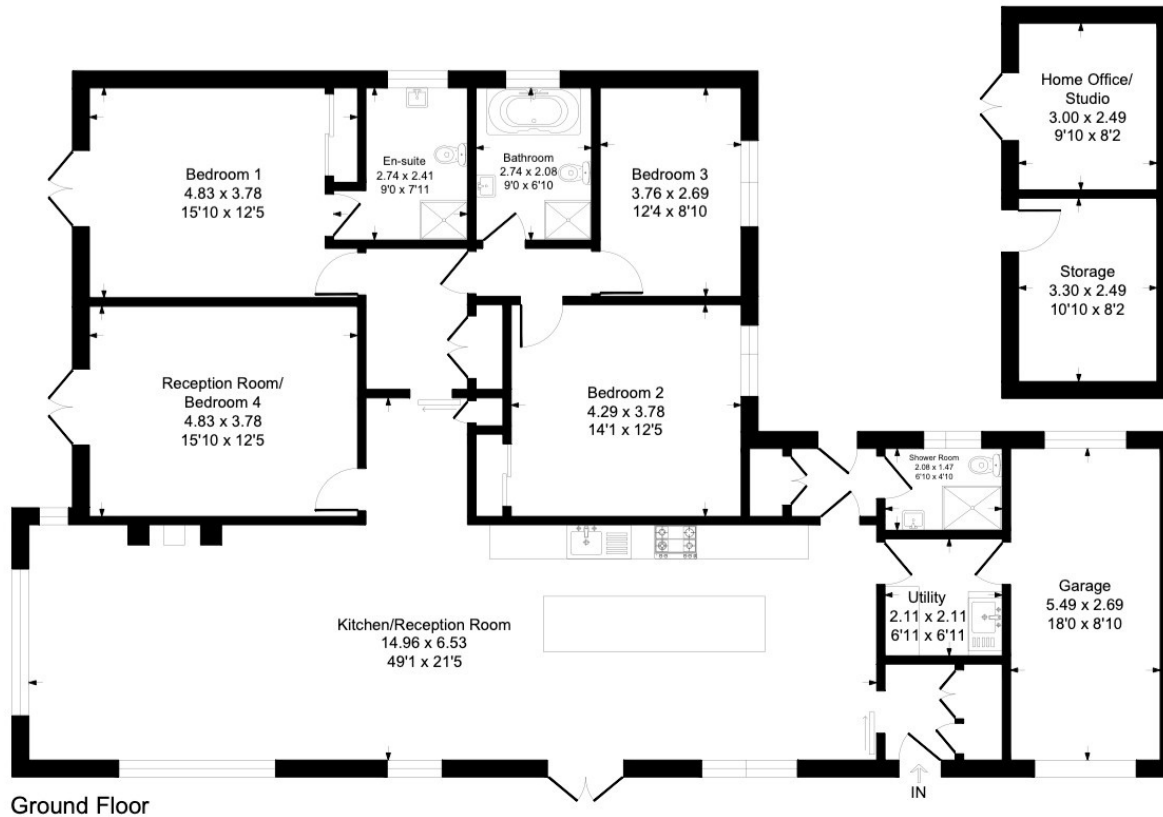 Bedroom 1
4.83 x 3.78
15'10 x 12'5
En-suite
2.74 x 2.41
9'0 x 7'11
Bathroom
2.74 x 2.08
9'0 x 6'10
Bedroom 3
3.76 x 2.69
12'4 x 8'10
Home Office/
Studio
3.00 x 2.49
9'10 x 8'2
Storage
3.30 x 2.49
10'10 x 8'2
Reception Room/
Bedroom 4
4.83 x 3.78
15'10 x 12'5
Bedroom 2
4.29 x 3.78
14'1 x 12'5
Shower Room
2.08 x 1.47
6'10 x 4'10
Kitchen/Reception Room
14.96 x 6.53
49'1 x 21'5
Utility
2.11 x 2.11
6'11 x 6'11
Garage
5.49 x 2.69
18'0 x 8'10
IN
Ground Floor